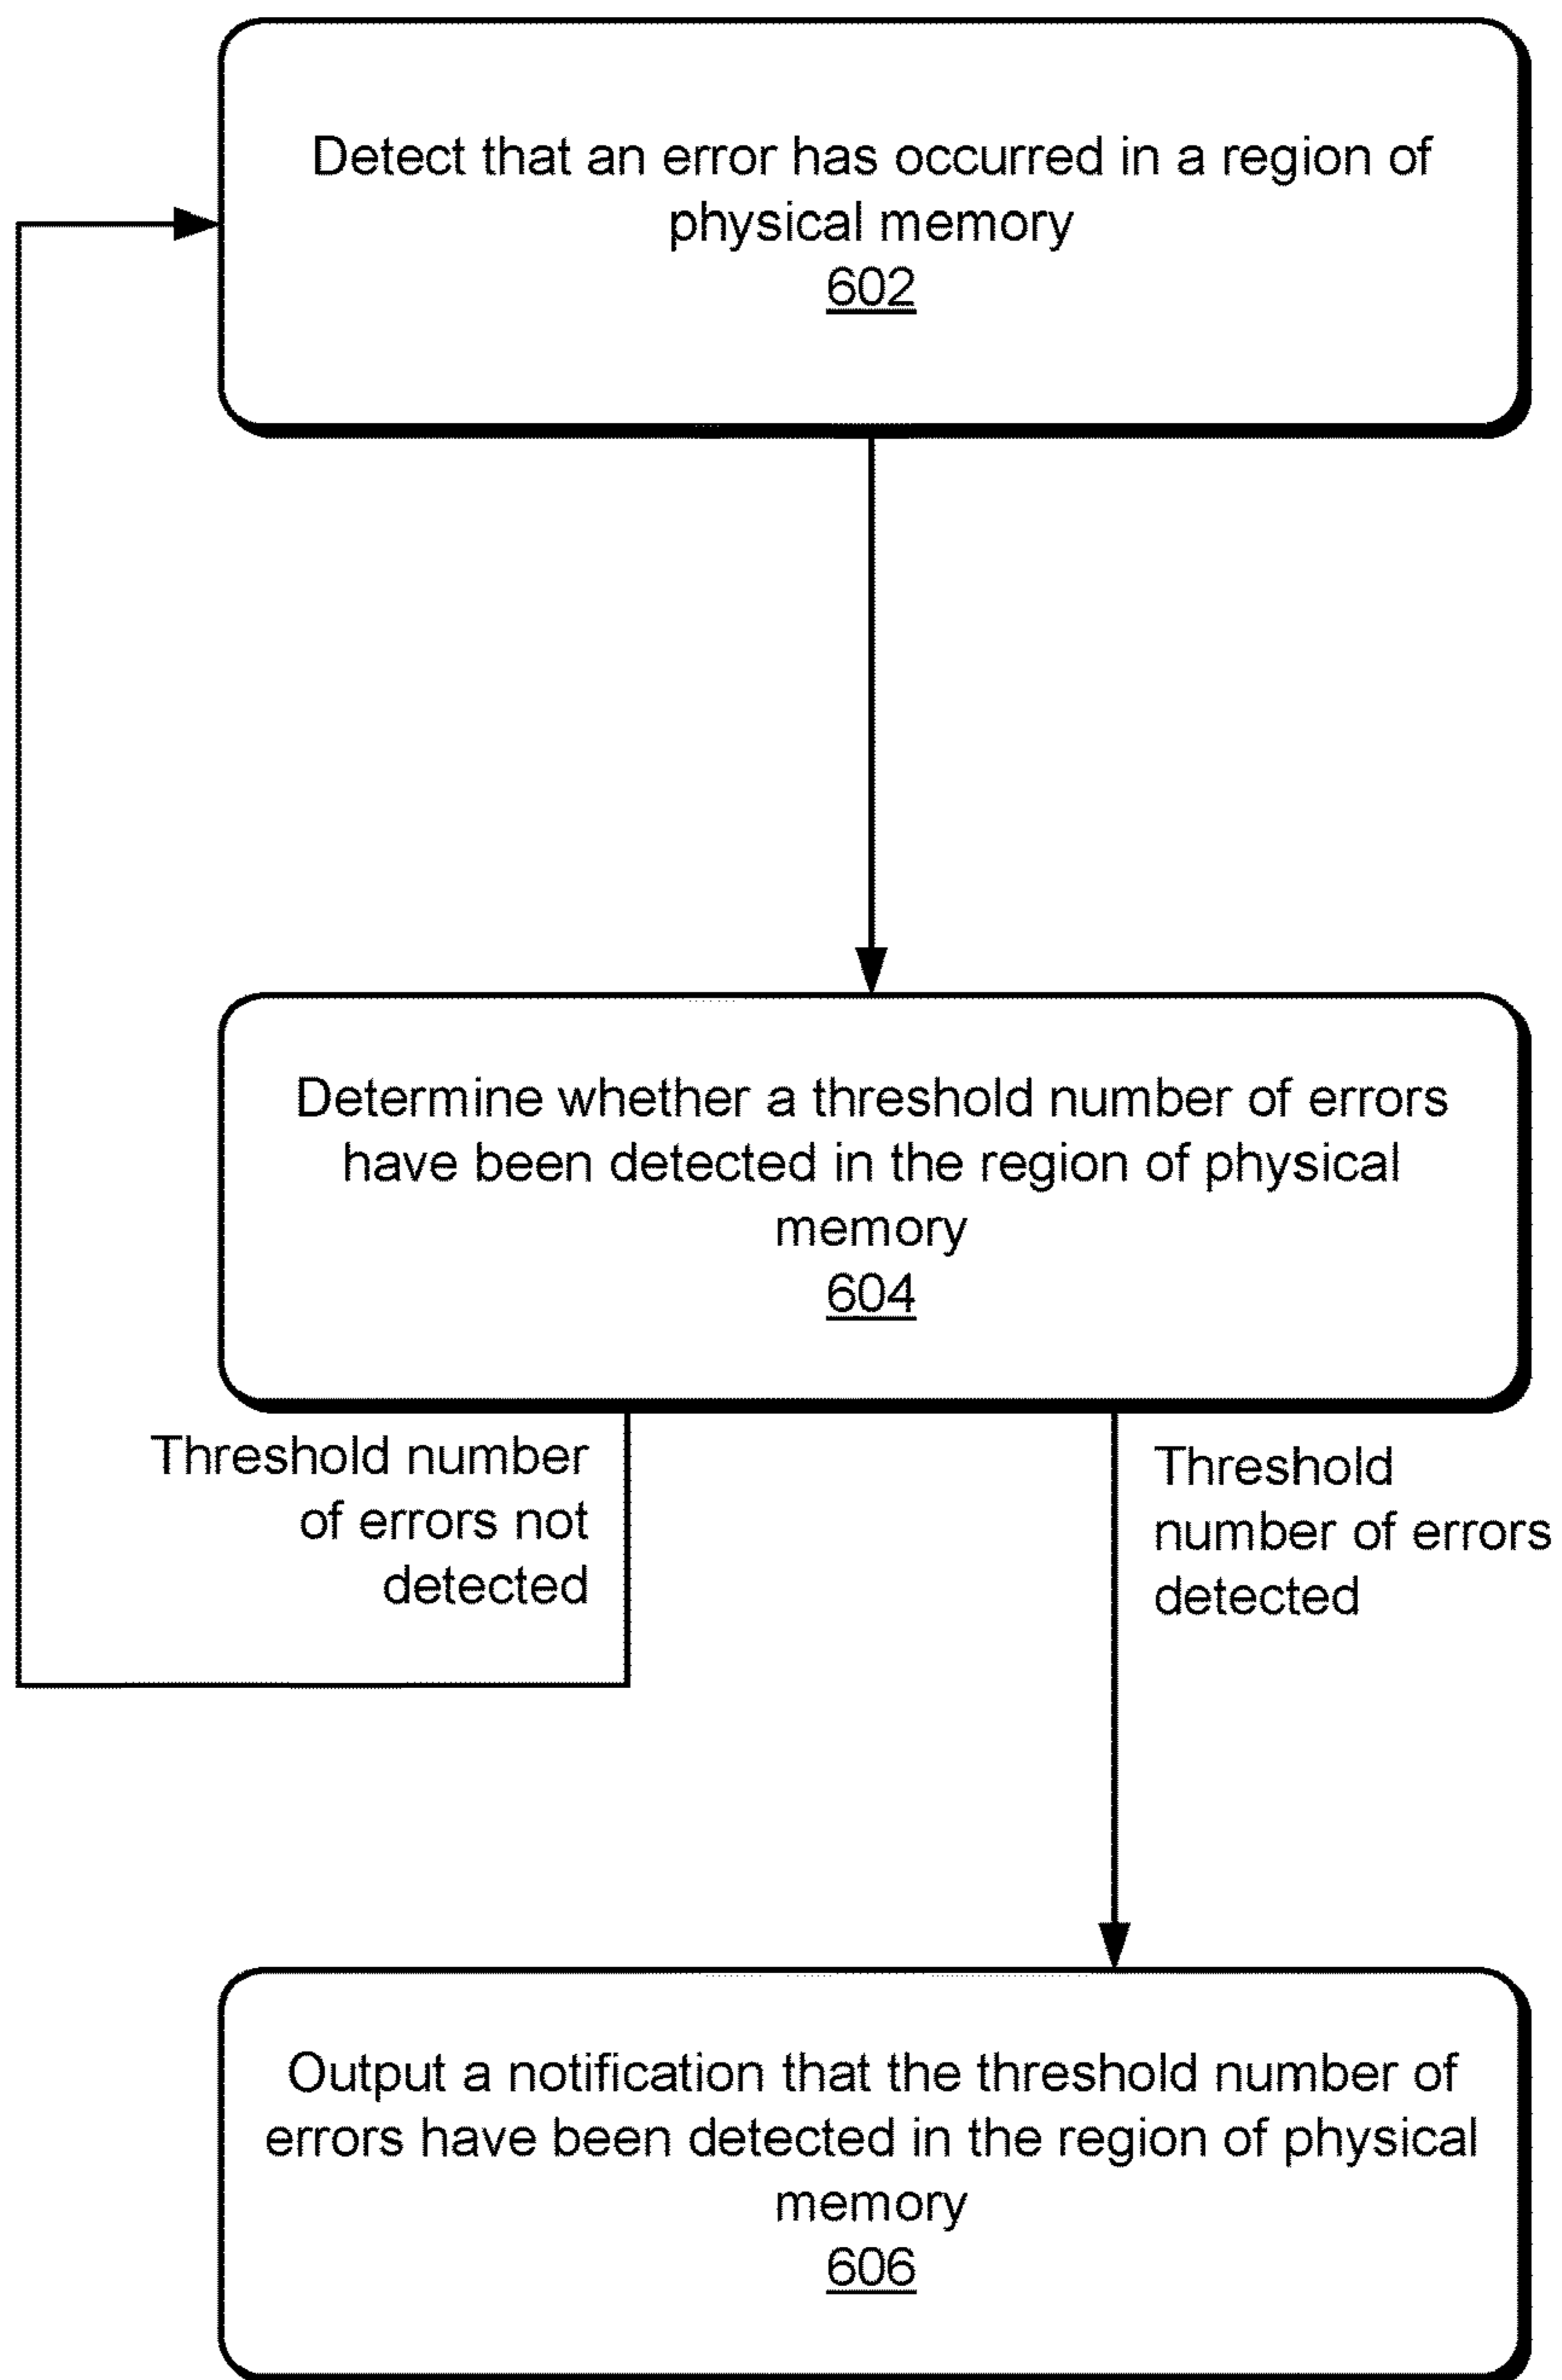 Detect that an error has occurred in a region of
physical memory
602
Determine whether a threshold number of errors
have been detected in the region of physical
memory
604
Threshold number
of errors not
detected
Threshold
number of errors
detected
Output a notification that the threshold number of
errors have been detected in the region of physical
memory
606